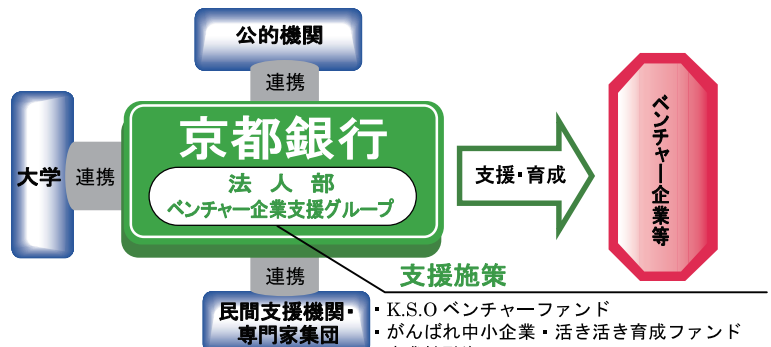 公的機関
連携
大学
連携
京都銀行
法人部
ベンチャー企業支援グループ
支援・育成
ベンチャー企業等
連携
民間支援機関・
専門家集団
支援施策
・K.S.O ベンチャーファンド
・がんばれ中小企業・活き活き育成ファンド